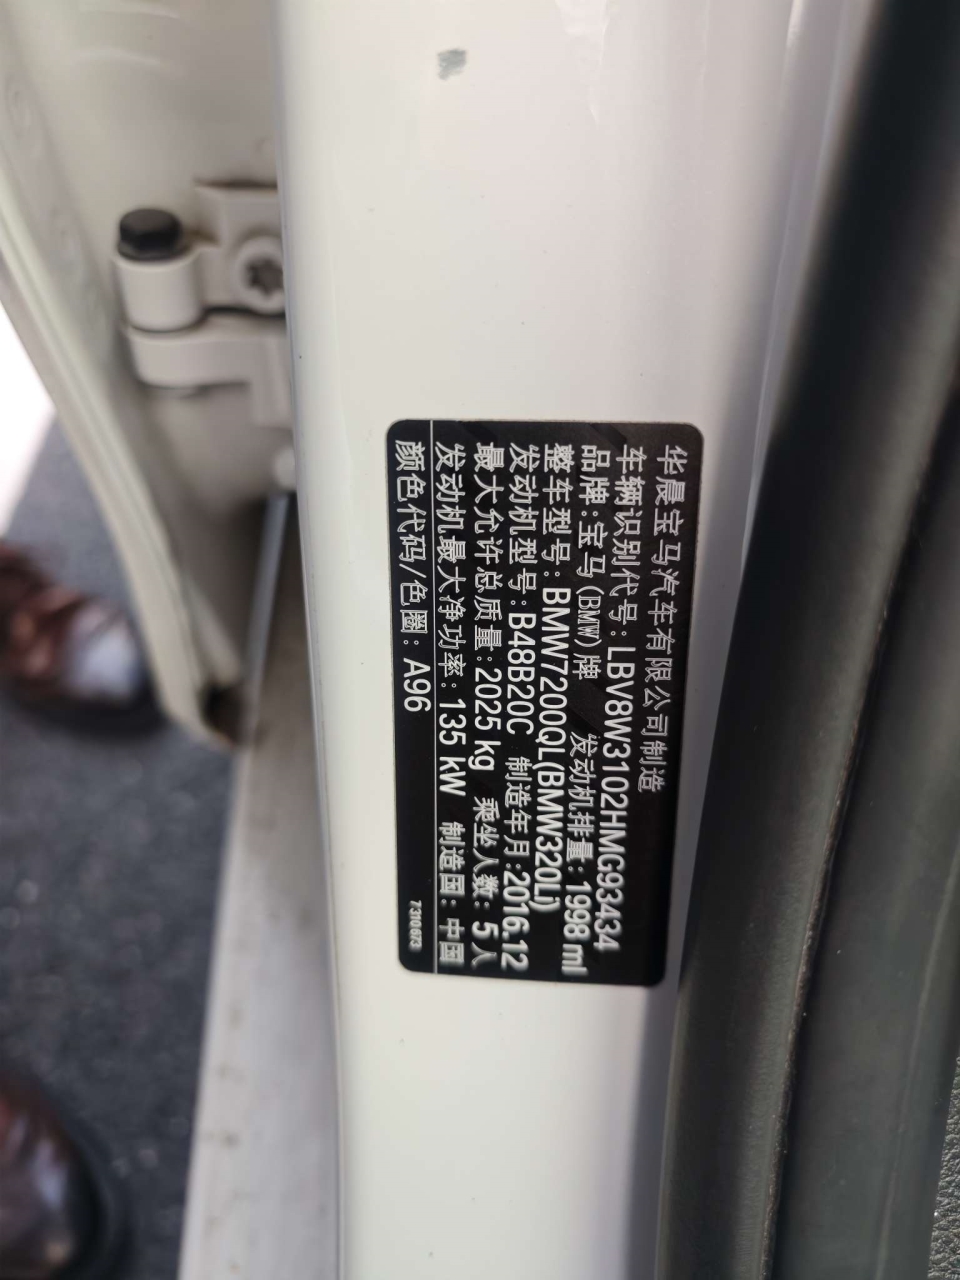 华晨宝马汽车有限公司制造
车辆识别代号:LBV8W3102HMG93434
品牌:宝马(BMW)牌 发动机排量:1998 ml
整车型号:BMW7200QL(BMW320Li)
发动机型号:B48B20C 制造年月:2016.12
最大允许总质量:2025 kg 乘坐人数:5人
发动机最大净功率:135 kW 制造国:中国
颜色代码/色圈:A96
7 310 673